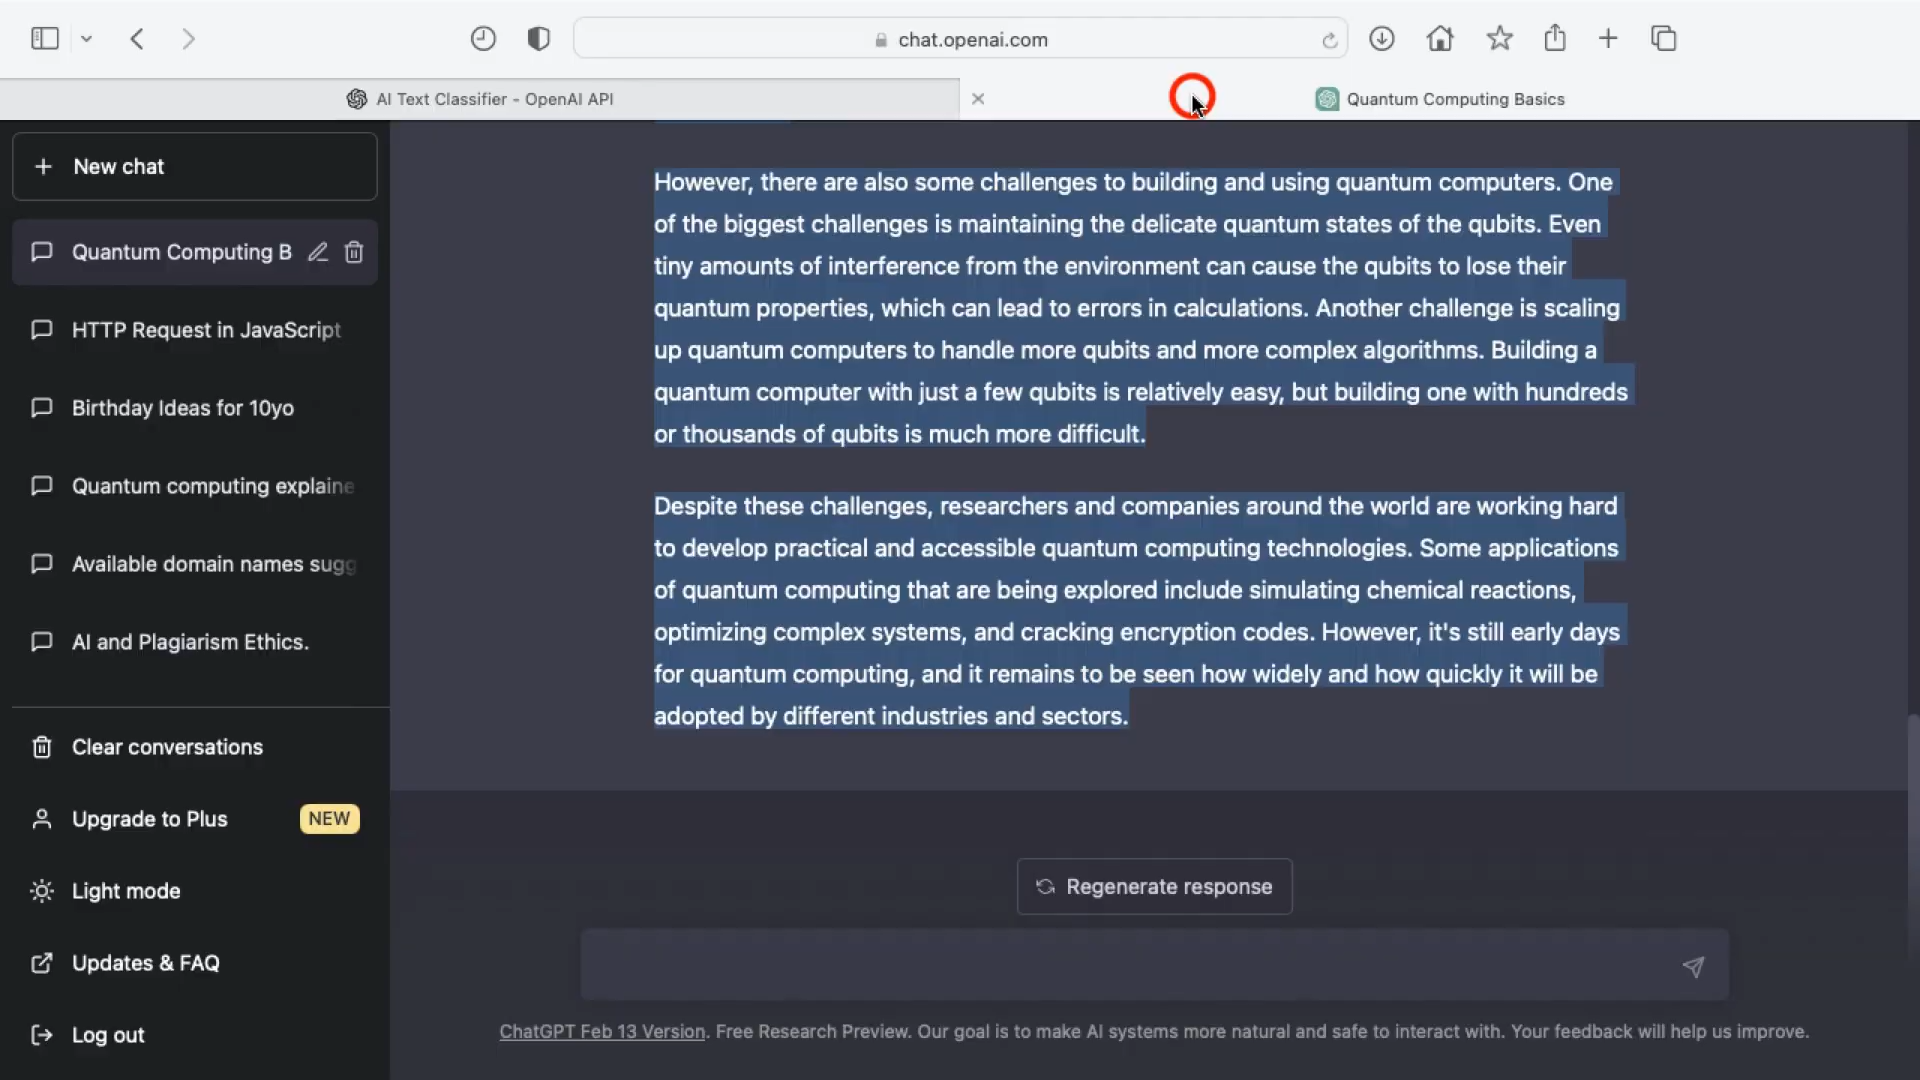 chat.openai.com
AI Text Classifier - OpenAI API
Quantum Computing Basics
New chat
Quantum Computing B
HTTP Request in JavaScript
Birthday Ideas for 10yo
Quantum computing explaine
Available domain names sugg
AI and Plagiarism Ethics.
Clear conversations
Upgrade to Plus NEW
Light mode
Updates & FAQ
Log out
However, there are also some challenges to building and using quantum computers. One
of the biggest challenges is maintaining the delicate quantum states of the qubits. Even
tiny amounts of interference from the environment can cause the qubits to lose their
quantum properties, which can lead to errors in calculations. Another challenge is scaling
up quantum computers to handle more qubits and more complex algorithms. Building a
quantum computer with just a few qubits is relatively easy, but building one with hundreds
or thousands of qubits is much more difficult.
Despite these challenges, researchers and companies around the world are working hard
to develop practical and accessible quantum computing technologies. Some applications
of quantum computing that are being explored include simulating chemical reactions,
optimizing complex systems, and cracking encryption codes. However, it's still early days
for quantum computing, and it remains to be seen how widely and how quickly it will be
adopted by different industries and sectors.
Regenerate response
ChatGPT Feb 13 Version. Free Research Preview. Our goal is to make AI systems more natural and safe to interact with. Your feedback will help us improve.